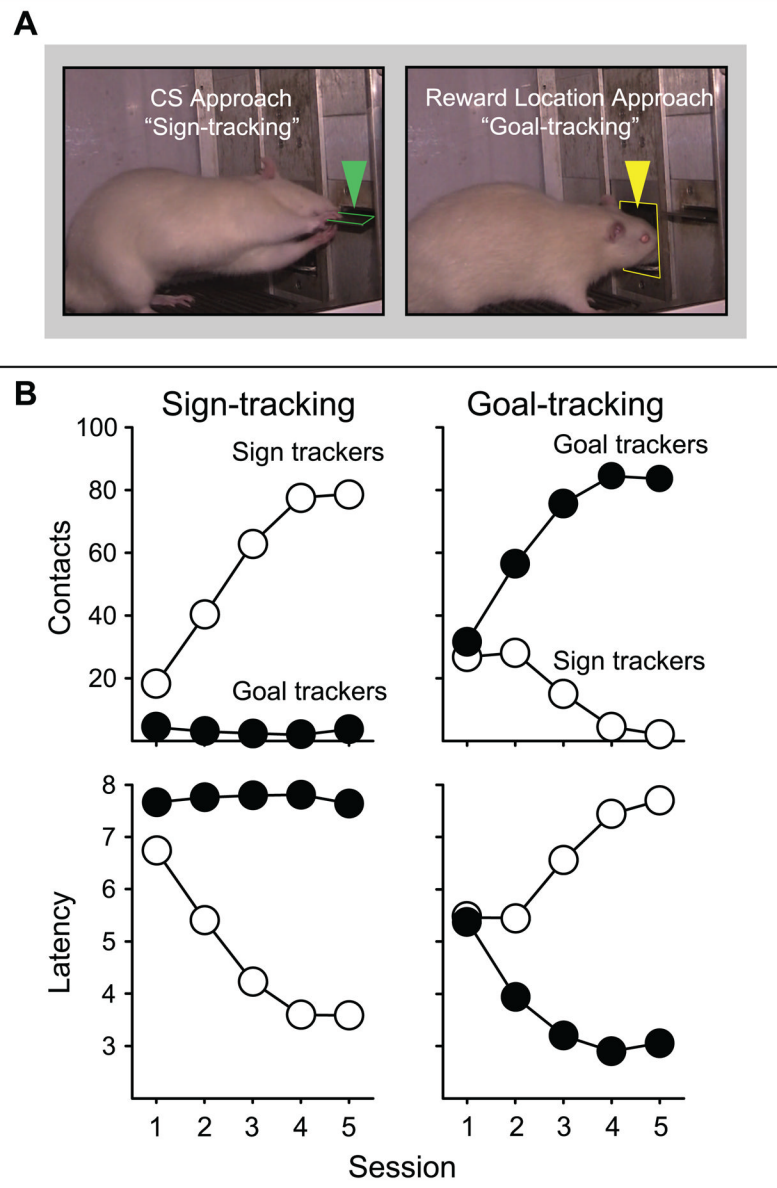 A
CS Approach
“Sign-tracking”
Reward Location Approach
“Goal-tracking”
B
Sign-tracking
Goal-tracking
Contacts
100
80
60
40
20
Sign trackers
Goal trackers
Goal trackers
Sign trackers
Latency
8
7
6
5
4
3
1 2 3 4 5
1 2 3 4 5
Session